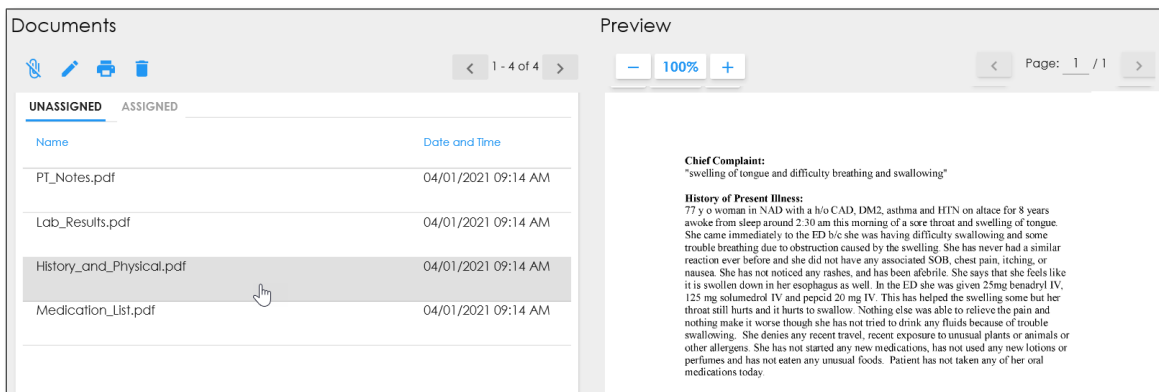 Documents
Preview
1 - 4 of 4
100%
Page: 1 / 1
UNASSIGNED ASSIGNED
Name Date and Time
PT_Notes.pdf 04/01/2021 09:14 AM
Lab_Results.pdf 04/01/2021 09:14 AM
History_and_Physical.pdf 04/01/2021 09:14 AM
Medication_List.pdf 04/01/2021 09:14 AM
Chief Complaint:
"swelling of tongue and difficulty breathing and swallowing"
History of Present Illness:
77 y o woman in NAD with a h/o CAD, DM2, asthma and HTN on altace for 8 years
awoke from sleep around 2:30 am this morning of a sore throat and swelling of tongue.
She came immediately to the ED b/c she was having difficulty swallowing and some
trouble breathing due to obstruction caused by the swelling. She has never had a similar
reaction ever before and she did not have any associated SOB, chest pain, itching, or
nausea. She has not noticed any rashes, and has been afebrile. She says that she feels like
it is swollen down in her esophagus as well. In the ED she was given 25mg benadryl IV,
125 mg solumedrol IV and pepcid 20 mg IV. This has helped the swelling some but her
throat still hurts and it hurts to swallow. Nothing else was able to relieve the pain and
nothing make it worse though she has not tried to drink any fluids because of trouble
swallowing. She denies any recent travel, recent exposure to unusual plants or animals or
other allergens. She has not started any new medications, has not used any new lotions or
perfumes and has not eaten any unusual foods. Patient has not taken any of her oral
medications today.